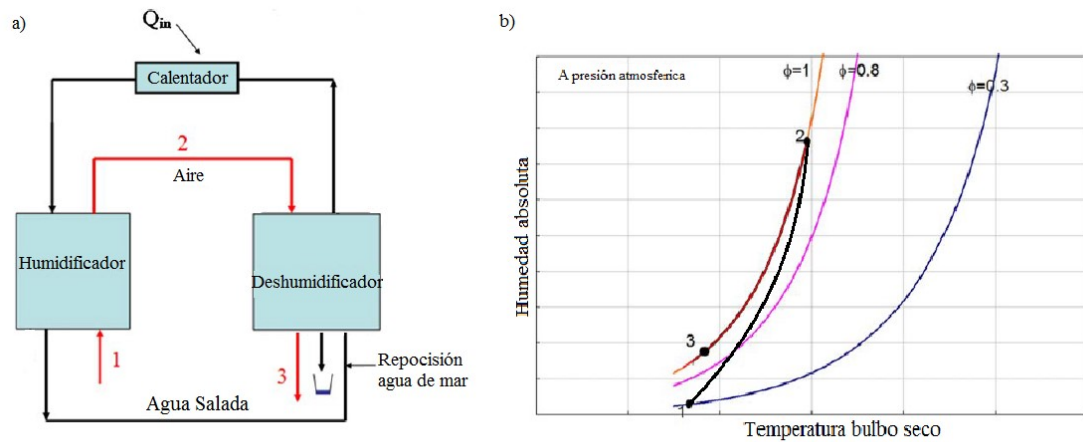 a)
Qin
Calentador
2
Aire
Humidificador
Deshumidificador
1
3
Repocisión
agua de mar
Agua Salada
b)
A presión atmosferica
ϕ=1
ϕ=0.8
ϕ=0.3
2
3
Humedad absoluta
Temperatura bulbo seco